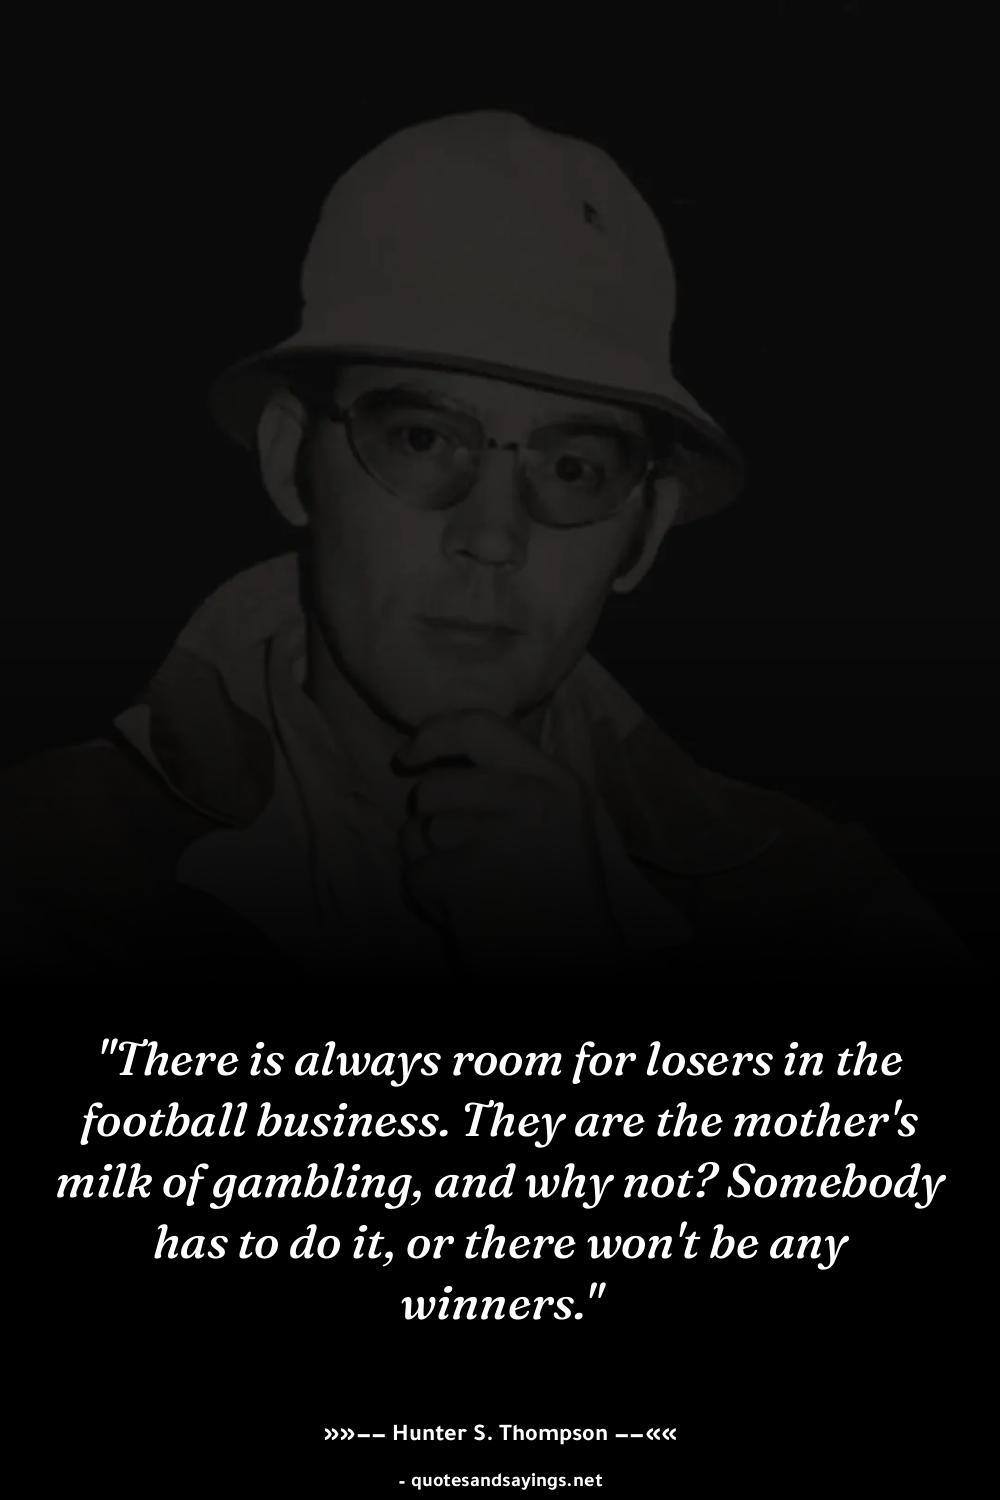 "There is always room for losers in the
football business. They are the mother's
milk of gambling, and why not? Somebody
has to do it, or there won't be any
winners."
»»−− Hunter S. Thompson −−««
- quotesandsayings.net